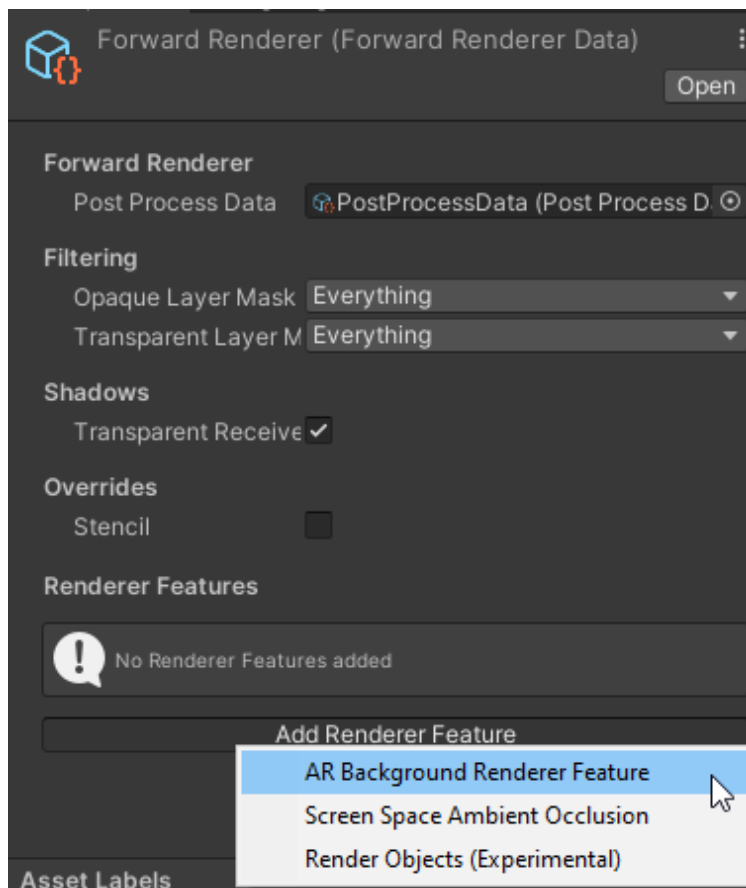 Forward Renderer (Forward Renderer Data)
Open
Forward Renderer
Post Process Data PostProcessData (Post Process D
Filtering
Opaque Layer Mask Everything
Transparent Layer M Everything
Shadows
Transparent Receive
Overrides
Stencil
Renderer Features
No Renderer Features added
Add Renderer Feature
AR Background Renderer Feature
Screen Space Ambient Occlusion
Render Objects (Experimental)
Asset Labels